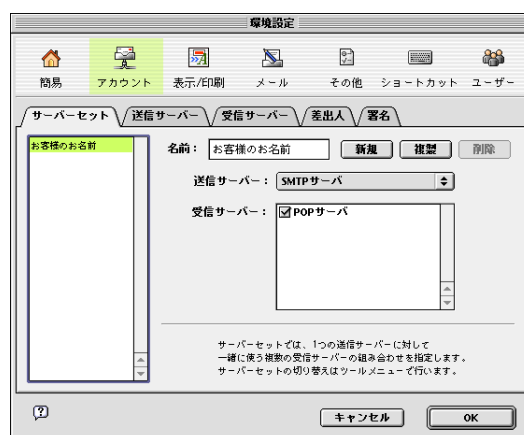 環境設定
簡易 アカウント 表示/印刷 メール その他 ショートカット ユーザー
サーバーセット 送信サーバー 受信サーバー 差出人 署名
お客様のお名前
名前： お客様のお名前 新規 複製 削除
送信サーバー： SMTPサーバ
受信サーバー： POPサーバ
サーバーセットでは、1つの送信サーバーに対して
一緒に使う複数の受信サーバーの組み合わせを指定します。
サーバーセットの切り替えはツールメニューで行います。
? キャンセル OK